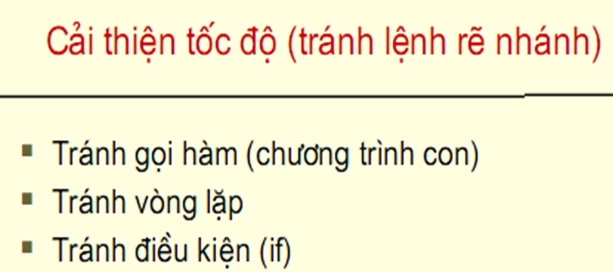 Cải thiện tốc độ (tránh lệnh rẽ nhánh)
Tránh gọi hàm (chương trình con)
Tránh vòng lặp
Tránh điều kiện (if)